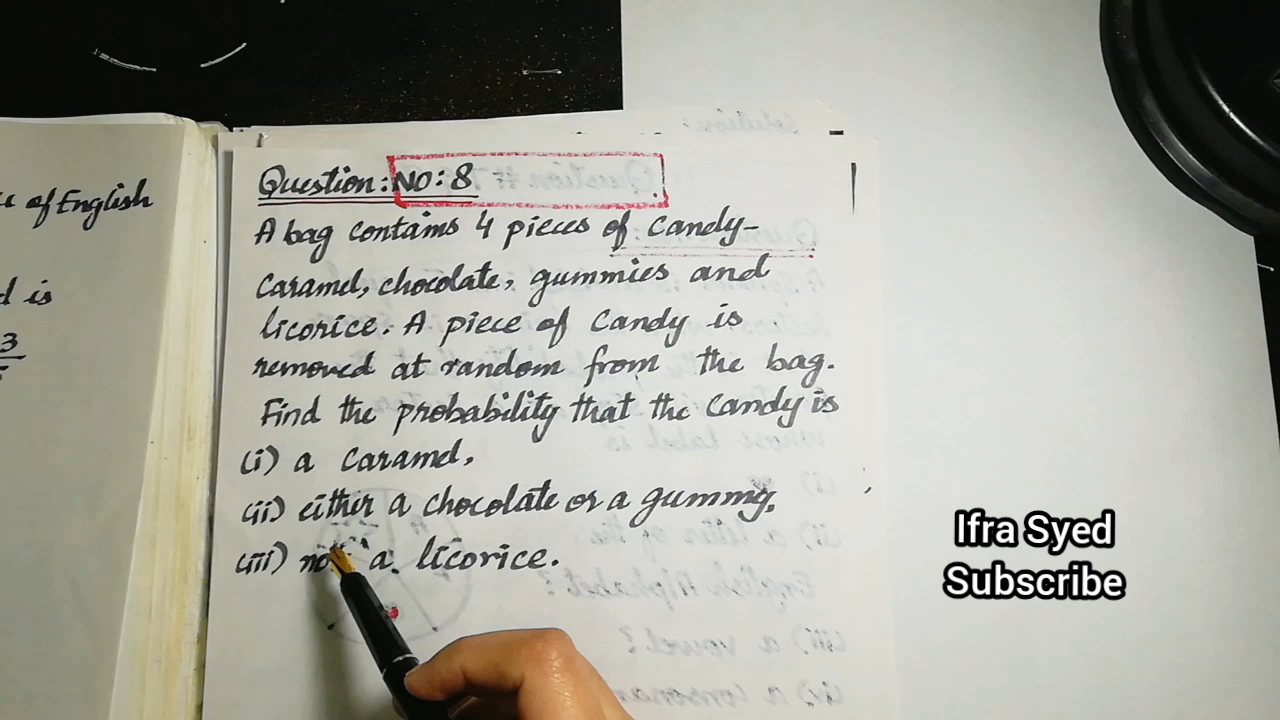 of English
d is
3
Question: NO: 8
A bag contains 4 pieces of candy-
caramel, chocolate, gummies and
licorice. A piece of candy is
removed at random from the bag.
Find the probability that the candy is
(i) a caramel,
(ii) either a chocolate or a gummy,
(iii) not a licorice.
Ifra Syed
Subscribe